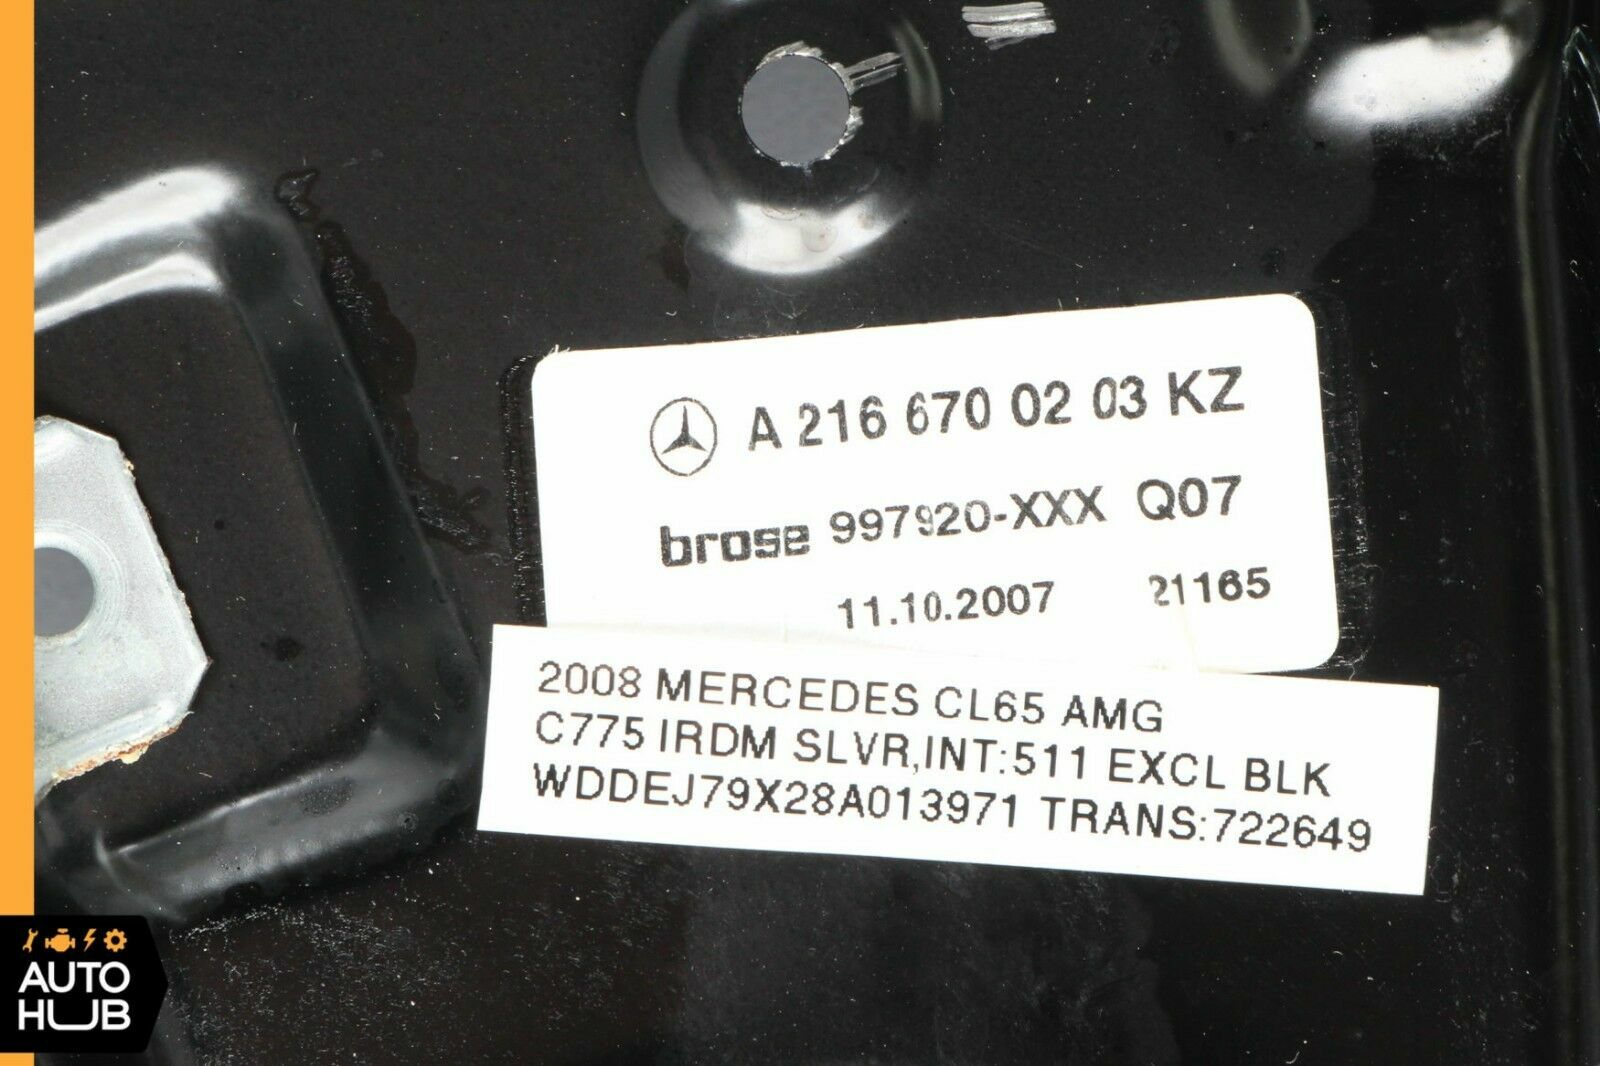 A 216 670 02 03 KZ
brose 997920-XXX Q07
11.10.2007 21165
2008 MERCEDES CL65 AMG
C775 IRDM SLVR,INT:511 EXCL BLK
WDDEJ79X28A013971 TRANS:722649
AUTO
HUB